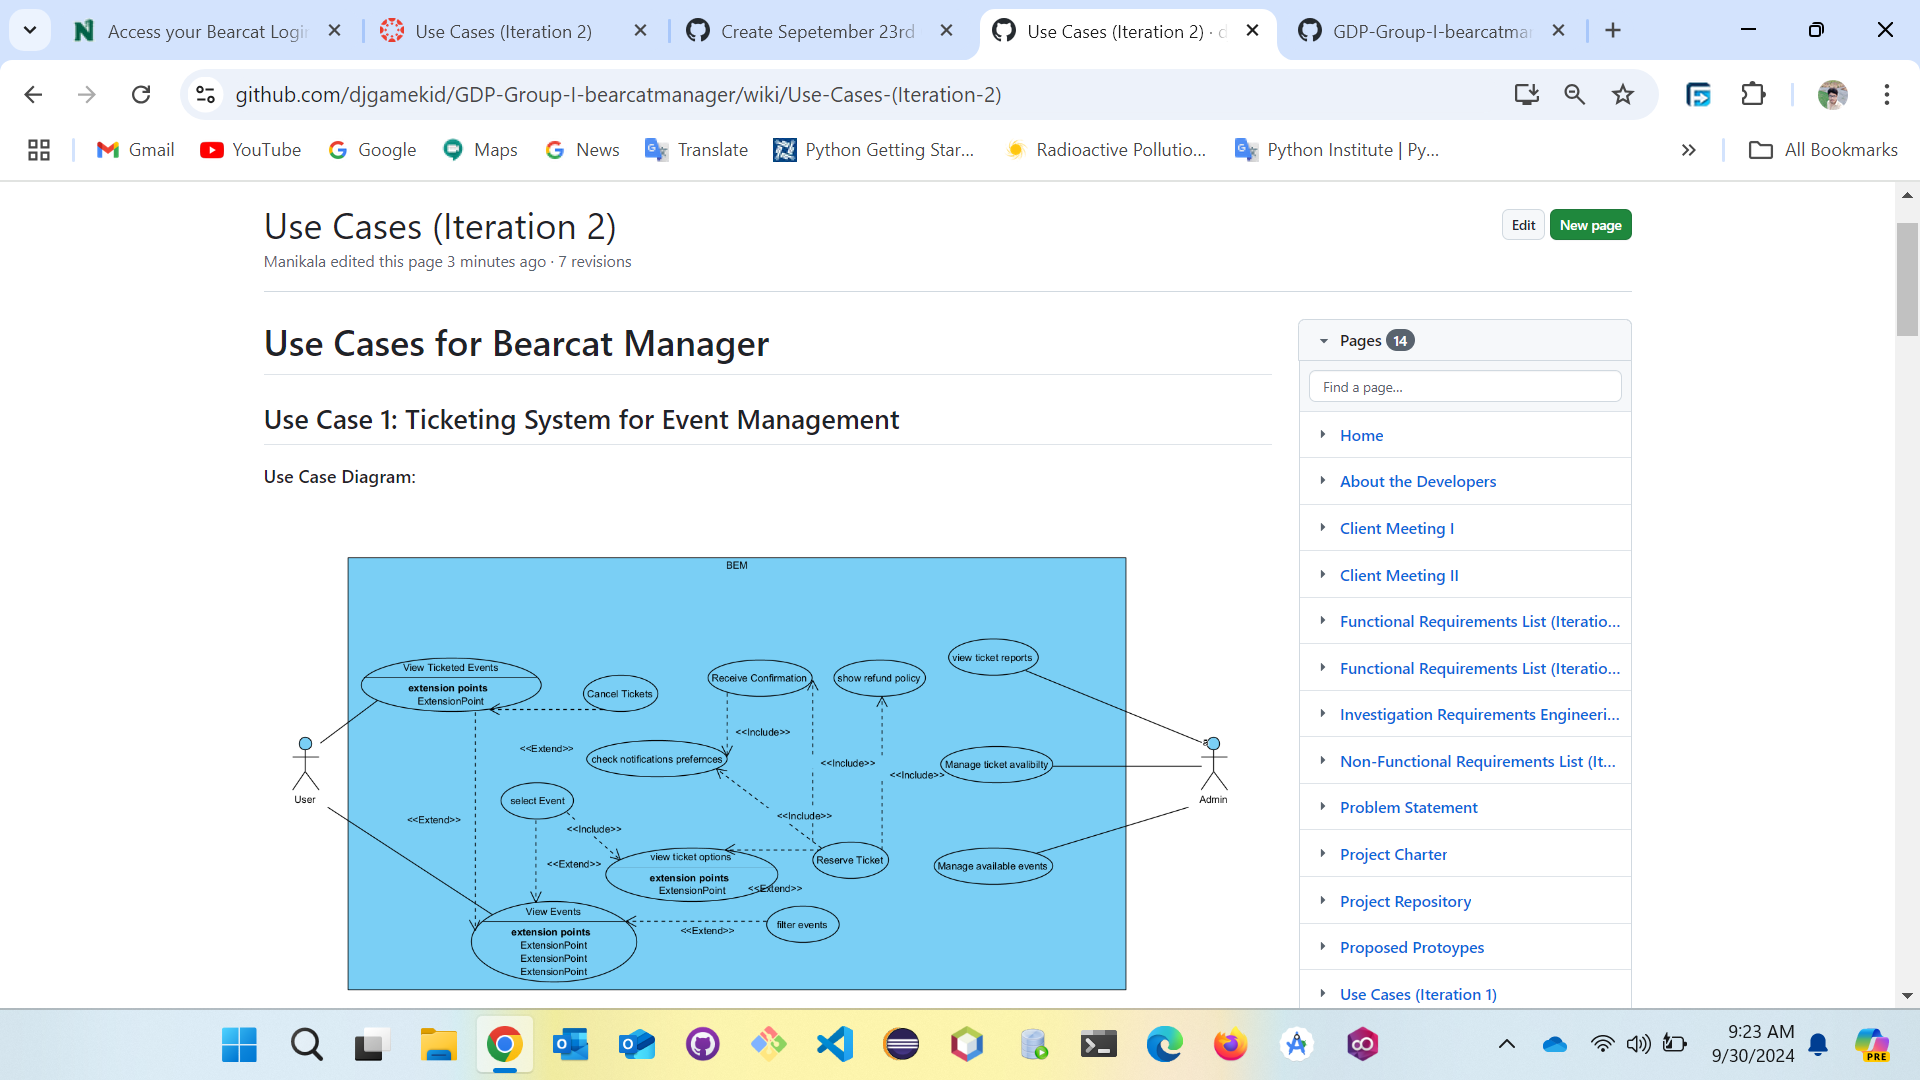 Access your Bearcat Login
Use Cases (Iteration 2)
Create Sepetember 23rd
Use Cases (Iteration 2) · d
GDP-Group-I-bearcatman
github.com/djgamekid/GDP-Group-I-bearcatmanager/wiki/Use-Cases-(Iteration-2)
Gmail
YouTube
Google
Maps
News
Translate
Python Getting Star...
Radioactive Pollutio...
Python Institute | Py...
All Bookmarks
Use Cases (Iteration 2)
Edit
New page
Manikala edited this page 3 minutes ago · 7 revisions
Use Cases for Bearcat Manager
Use Case 1: Ticketing System for Event Management
Use Case Diagram:
BEM
View Ticketed Events
extension points
ExtensionPoint
Cancel Tickets
Receive Confirmation
show refund policy
view ticket reports
<<Include>>
<<Extend>>
check notifications prefernces
<<Include>>
<<Include>>
Manage ticket avalibilty
User
Admin
select Event
<<Extend>>
<<Include>>
<<Include>>
view ticket options
extension points
ExtensionPoint
<<Extend>>
Reserve Ticket
Manage available events
<<Extend>>
View Events
extension points
ExtensionPoint
ExtensionPoint
ExtensionPoint
<<Extend>>
filter events
Pages 14
Find a page...
Home
About the Developers
Client Meeting I
Client Meeting II
Functional Requirements List (Iteratio...
Functional Requirements List (Iteratio...
Investigation Requirements Engineeri...
Non-Functional Requirements List (It...
Problem Statement
Project Charter
Project Repository
Proposed Protoypes
Use Cases (Iteration 1)
9:23 AM
9/30/2024
PRE